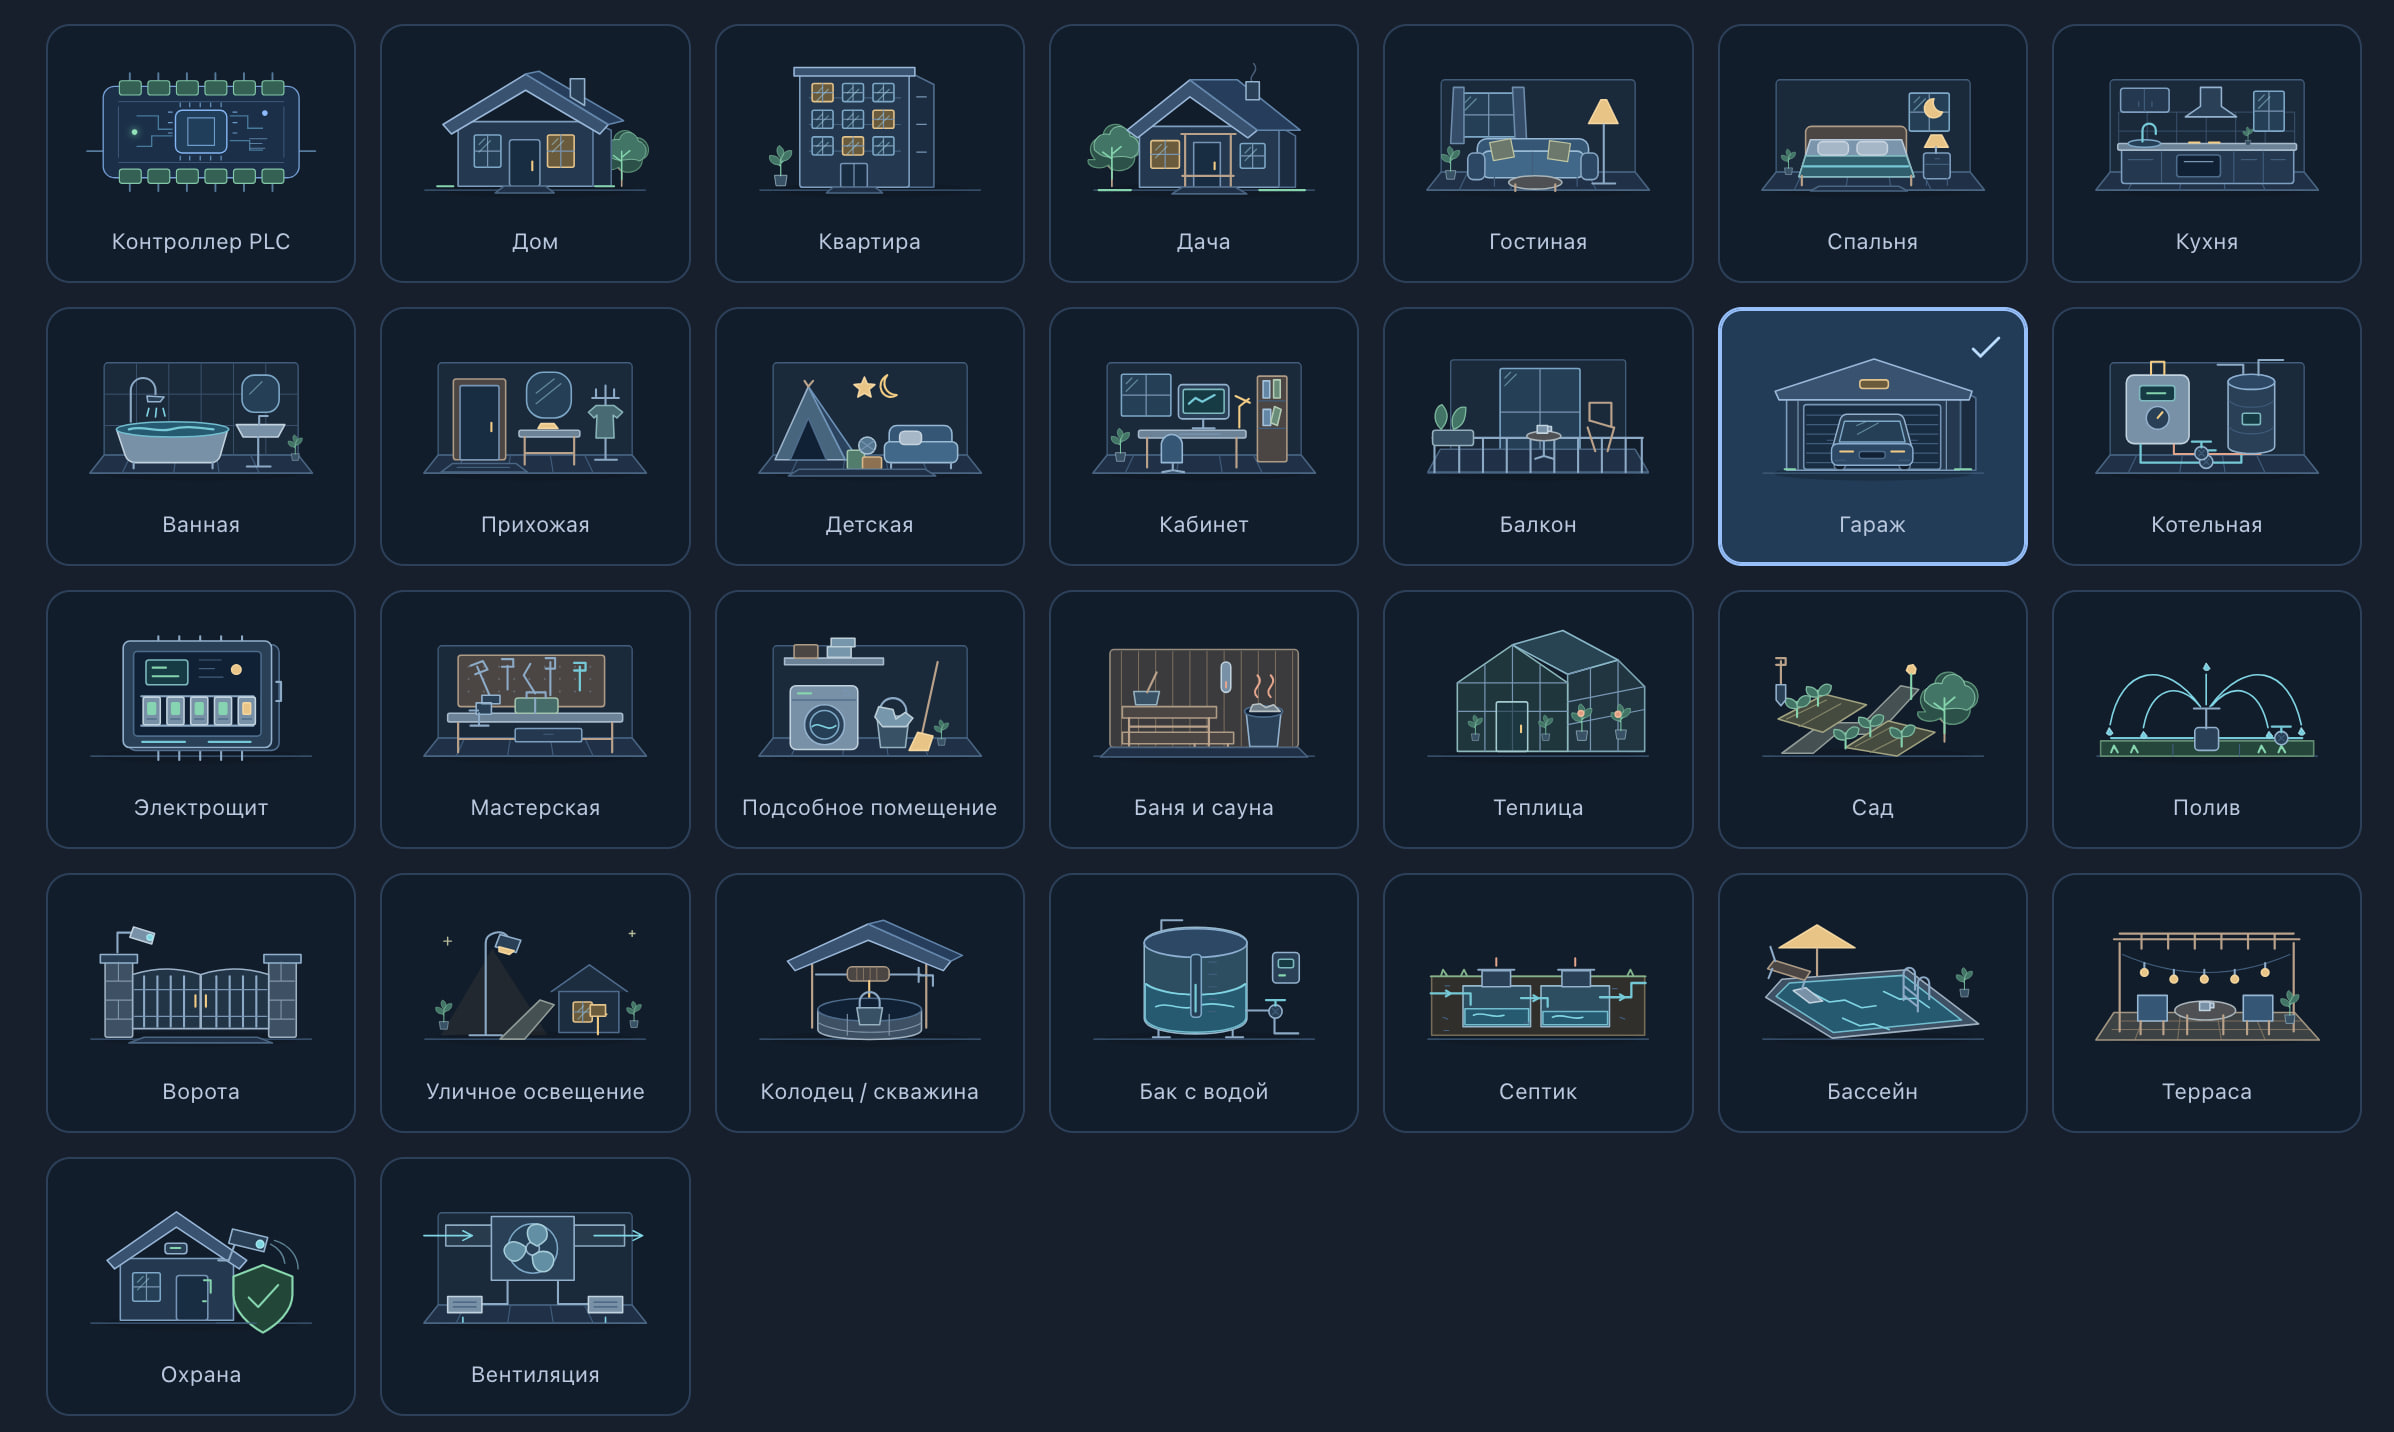 Контроллер PLC
Дом
Квартира
Дача
Гостиная
Спальня
Кухня
Ванная
Прихожая
Детская
Кабинет
Балкон
Гараж
Котельная
Электрощит
Мастерская
Подсобное помещение
Баня и сауна
Теплица
Сад
Полив
Ворота
Уличное освещение
Колодец / скважина
Бак с водой
Септик
Бассейн
Терраса
Охрана
Вентиляция